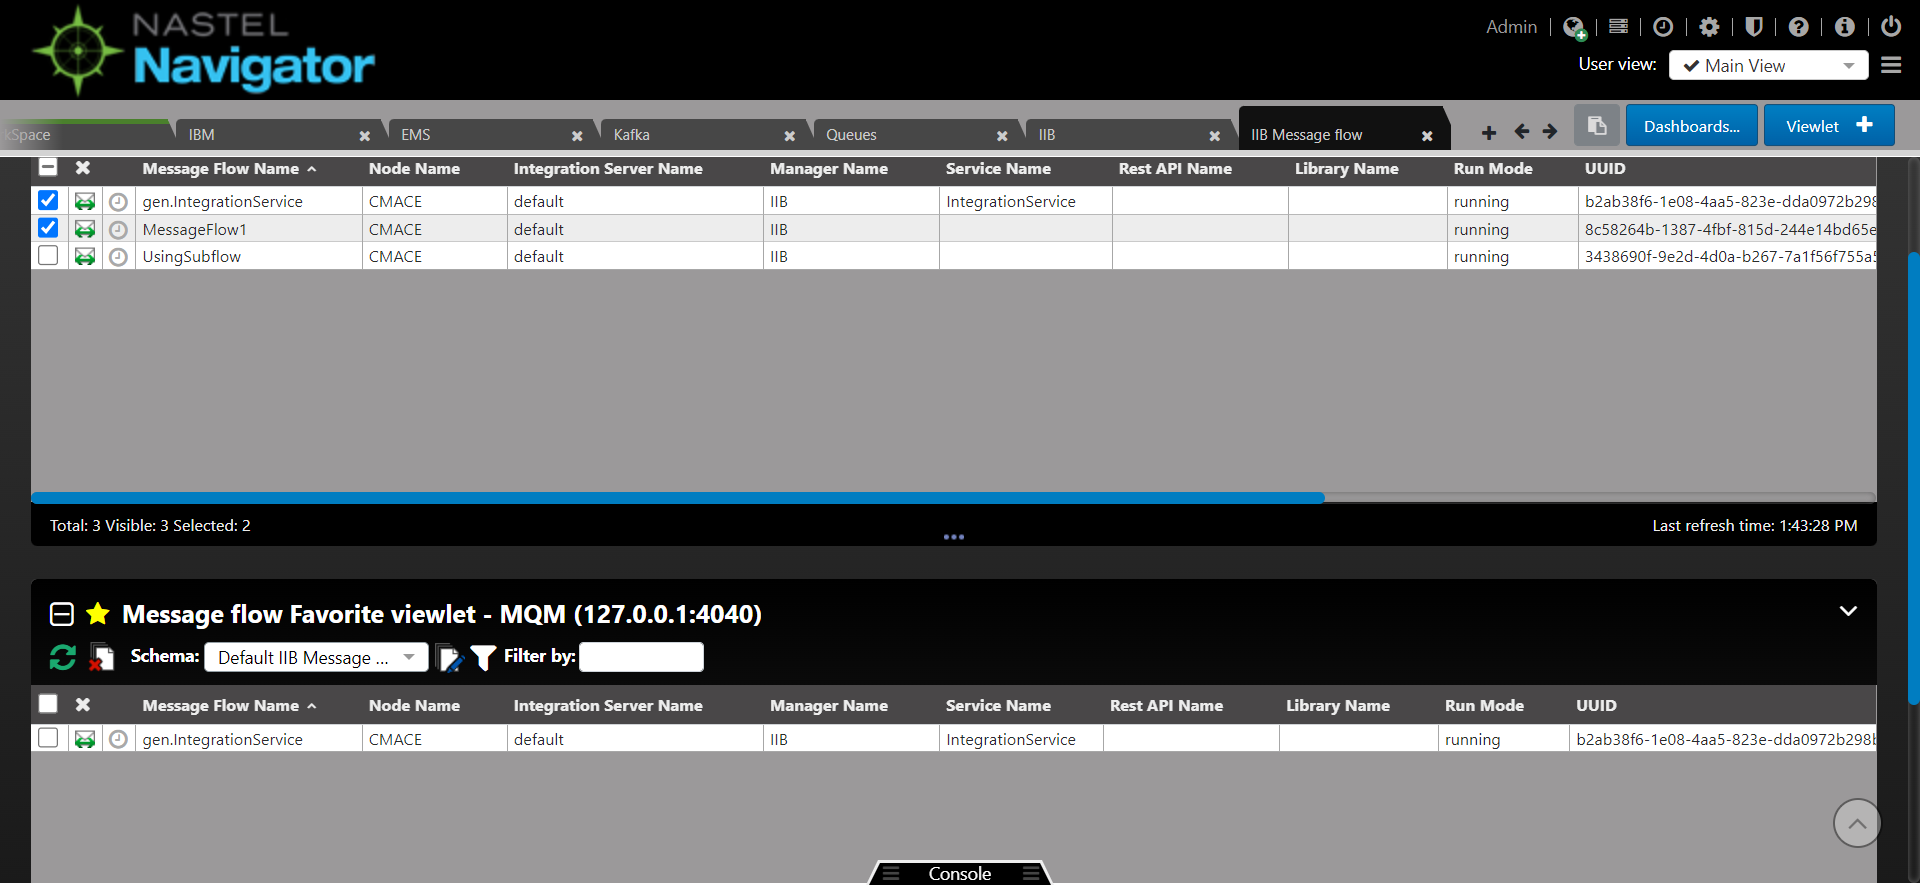 NASTEL
Navigator
Admin
User view: Main View
kSpace IBM EMS Kafka Queues IIB IIB Message flow Dashboards... Viewlet
Message Flow Name Node Name Integration Server Name Manager Name Service Name Rest API Name Library Name Run Mode UUID
gen.IntegrationService CMACE default IIB IntegrationService running b2ab38f6-1e08-4aa5-823e-dda0972b298
MessageFlow1 CMACE default IIB running 8c58264b-1387-4fbf-815d-244e14bd65e
UsingSubflow CMACE default IIB running 3438690f-9e2d-4d0a-b267-7a1f56f755a5
Total: 3 Visible: 3 Selected: 2
Last refresh time: 1:43:28 PM
Message flow Favorite viewlet - MQM (127.0.0.1:4040)
Schema: Default IIB Message ... Filter by:
Message Flow Name Node Name Integration Server Name Manager Name Service Name Rest API Name Library Name Run Mode UUID
gen.IntegrationService CMACE default IIB IntegrationService running b2ab38f6-1e08-4aa5-823e-dda0972b298b
Console